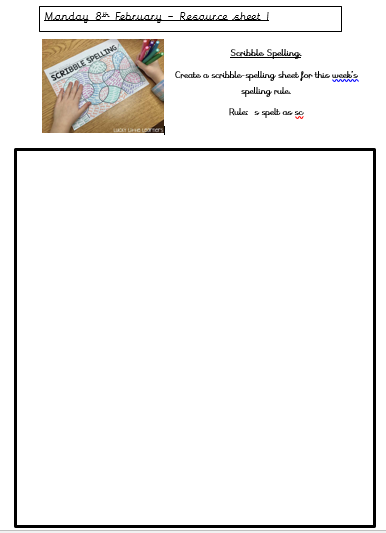 Monday 8th February – Resource sheet 1
SCRIBBLE SPELLING
Scribble Spelling.
Create a scribble-spelling sheet for this week's
spelling rule.
Rule: s spelt as sc